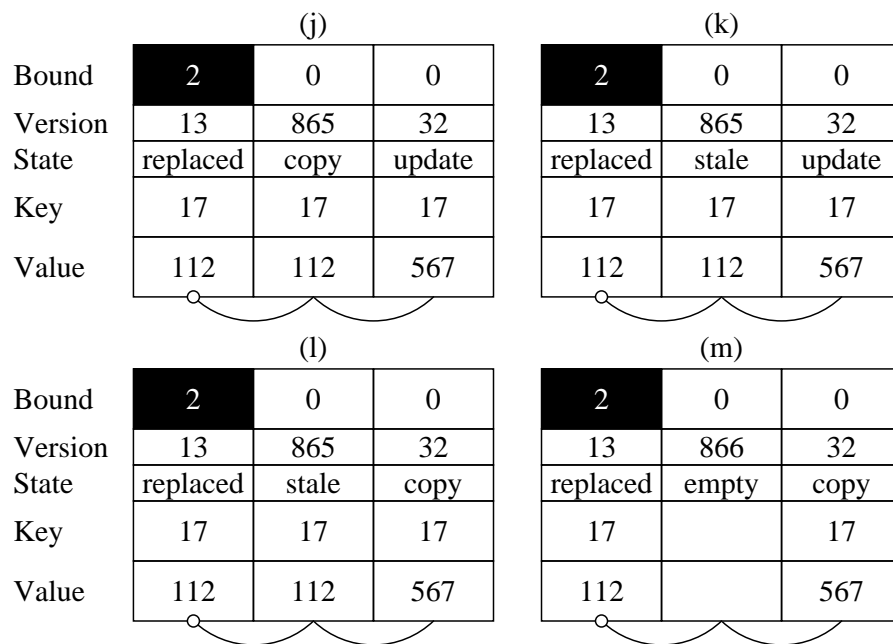 (j) (k)
Bound 2 0 0 2 0 0
Version 13 865 32 13 865 32
State replaced copy update replaced stale update
Key 17 17 17 17 17 17
Value 112 112 567 112 112 567
(l) (m)
Bound 2 0 0 2 0 0
Version 13 865 32 13 866 32
State replaced stale copy replaced empty copy
Key 17 17 17 17 17
Value 112 112 567 112 567